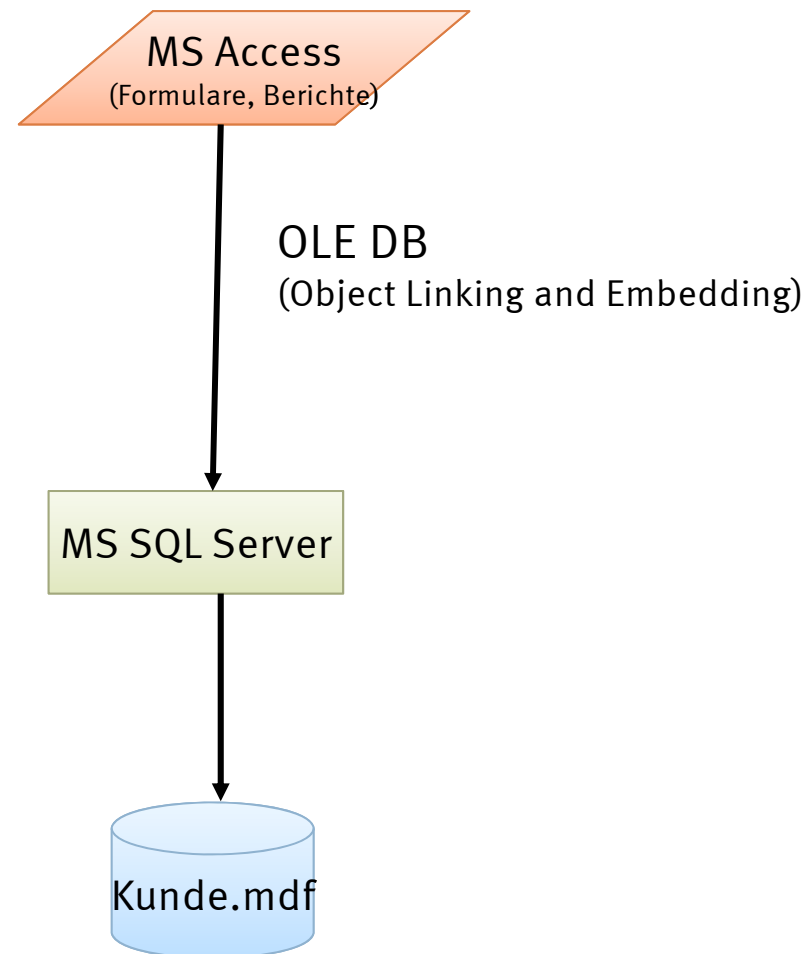 MS Access
(Formulare, Berichte)
OLE DB
(Object Linking and Embedding)
MS SQL Server
Kunde.mdf